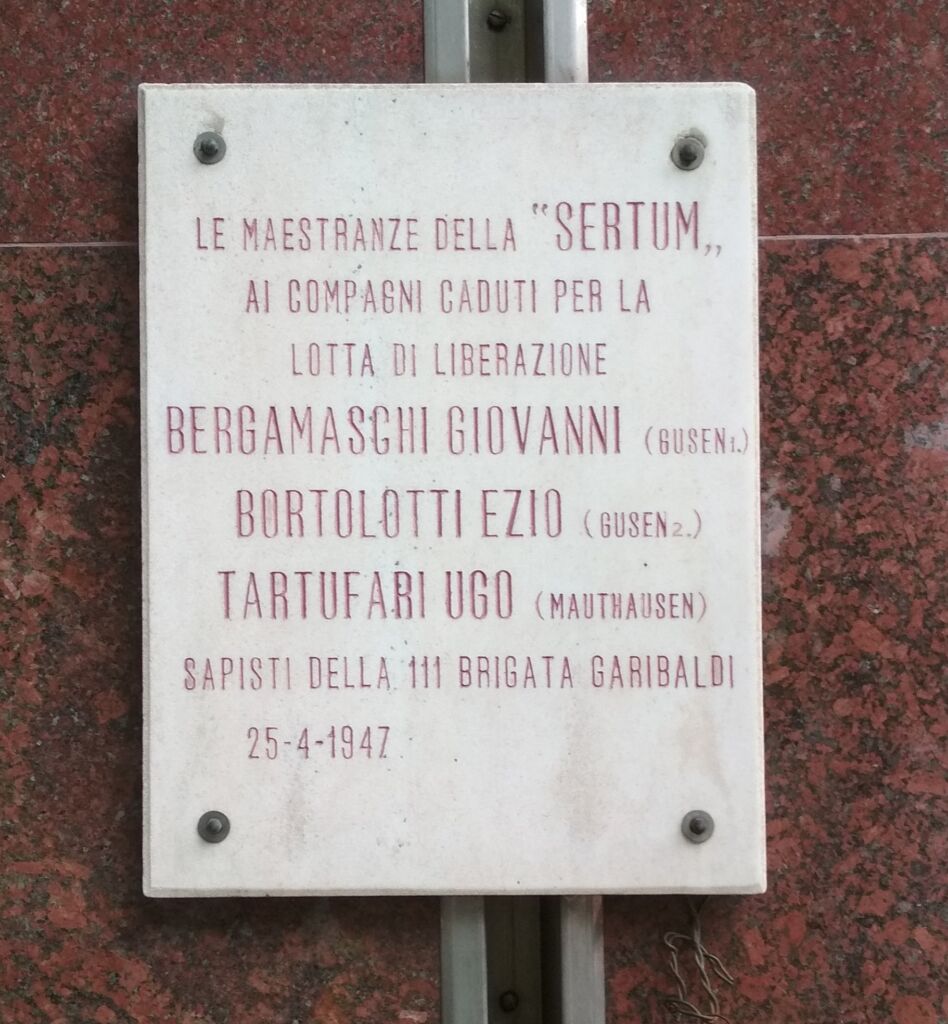 LE MAESTRANZE DELLA “SERTUM„
AI COMPAGNI CADUTI PER LA
LOTTA DI LIBERAZIONE
BERGAMASCHI GIOVANNI (GUSEN1.)
BORTOLOTTI EZIO (GUSEN2.)
TARTUFARI UGO (MAUTHAUSEN)
SAPISTI DELLA 111 BRIGATA GARIBALDI
25-4-1947